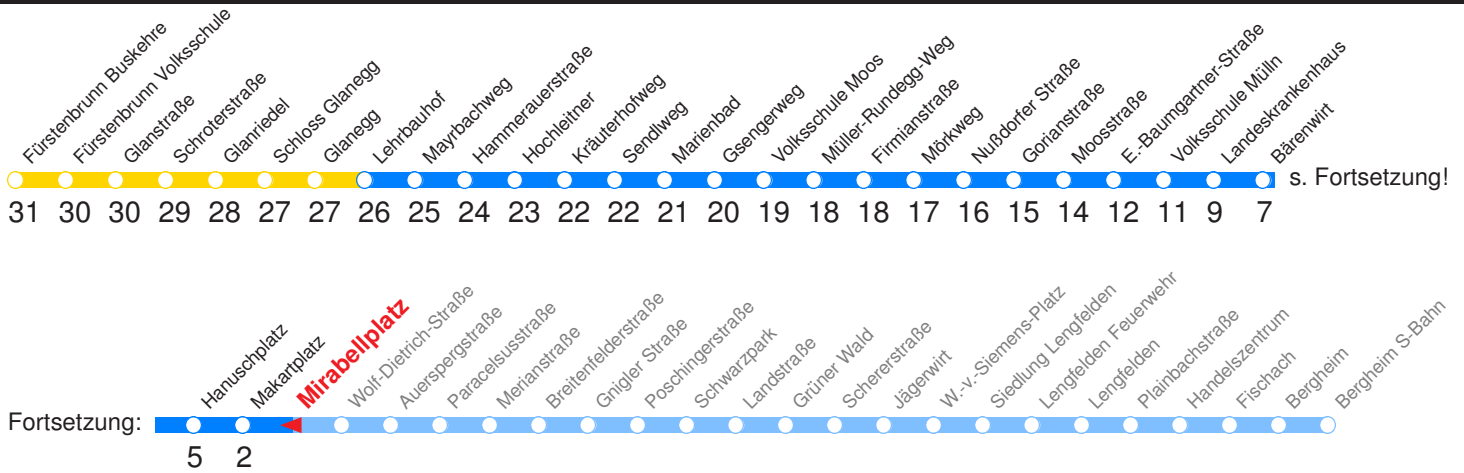 Fürstenbrunn Buskehre
Fürstenbrunn Volksschule
Glanstraße
Schroterstraße
Glanriedel
Schloss Glanegg
Glanegg
Lehrbauhof
Mayrbachweg
Hammerauerstraße
Hochleitner
Kräuterhofweg
Sendlweg
Marienbad
Gsengerweg
Volksschule Moos
Müller-Rundegg-Weg
Firmianstraße
Mörkweg
Nußdorfer Straße
Gorianstraße
Moosstraße
E.-Baumgartner-Straße
Volksschule Mülln
Landeskrankenhaus
Bärenwirt
s. Fortsetzung!
31 30 30 29 28 27 27 26 25 24 23 22 22 21 20 19 18 18 17 16 15 14 12 11 9 7
Fortsetzung:
Hanuschplatz
Makartplatz
Mirabellplatz
Wolf-Dietrich-Straße
Auerspergstraße
Paracelsusstraße
Merianstraße
Breitenfelderstraße
Gnigler Straße
Poschingerstraße
Schwarzpark
Landstraße
Grüner Wald
Schererstraße
Jägerwirt
W.-v.-Siemens-Platz
Siedlung Lengfelden
Lengfelden Feuerwehr
Lengfelden
Plainbachstraße
Handelszentrum
Fischach
Bergheim
Bergheim S-Bahn
5 2